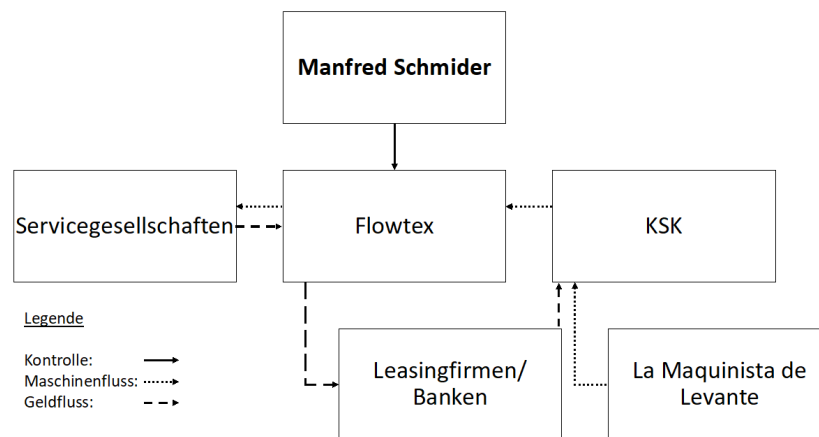 Manfred Schmider
Servicegesellschaften
Flowtex
KSK
Legende
Kontrolle:
Maschinenfluss:
Geldfluss:
Leasingfirmen/
Banken
La Maquinista de
Levante